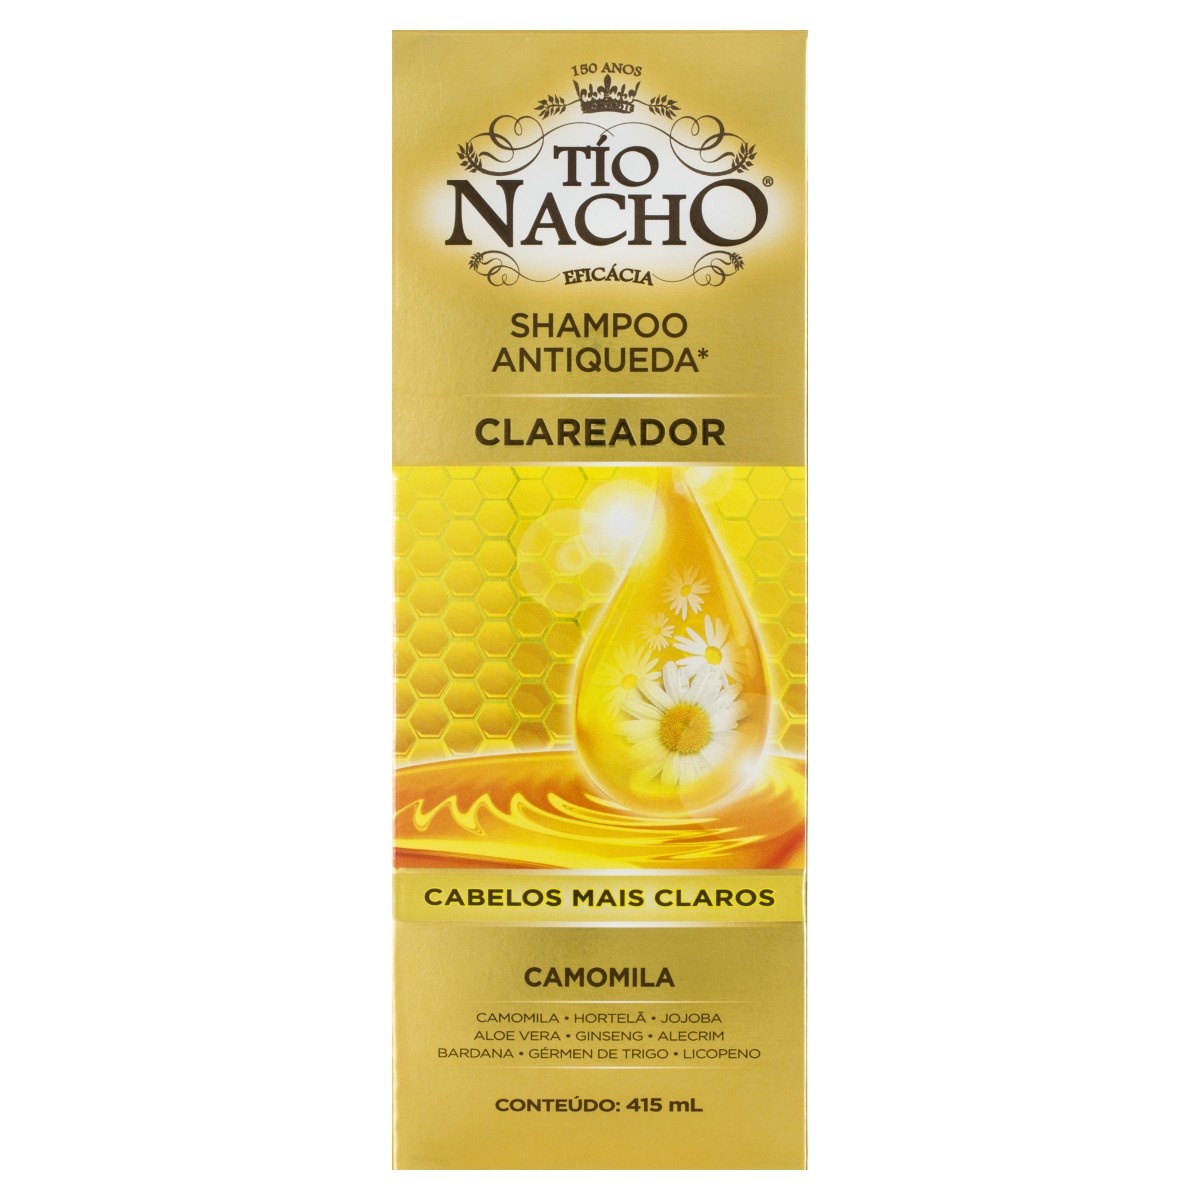 150 ANOS
TÍO
NACHO®
EFICÁCIA
SHAMPOO
ANTIQUEDA*
CLAREADOR
CABELOS MAIS CLAROS
CAMOMILA
CAMOMILA • HORTELÃ • JOJOBA
ALOE VERA • GINSENG • ALECRIM
BARDANA • GÉRMEN DE TRIGO • LICOPENO
CONTEÚDO: 415 mL